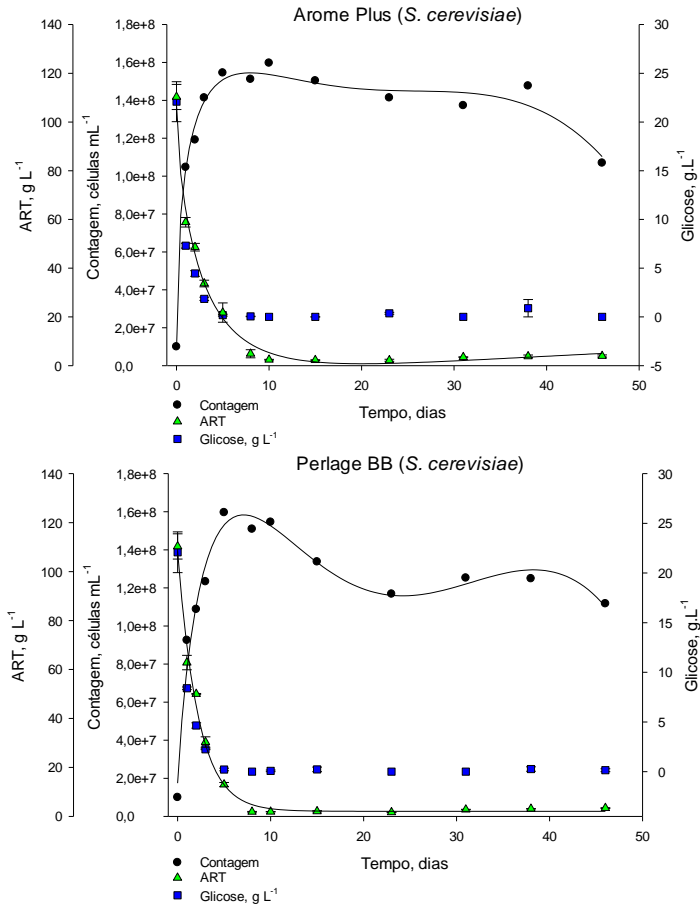 Arome Plus (S. cerevisiae)
ART, g L⁻¹
0
20
40
60
80
100
120
140
Contagem, células mL⁻¹
0,0
2,0e+7
4,0e+7
6,0e+7
8,0e+7
1,0e+8
1,2e+8
1,4e+8
1,6e+8
1,8e+8
Glicose, g.L⁻¹
-5
0
5
10
15
20
25
30
0 10 20 30 40 50
Tempo, dias
Contagem
ART
Glicose, g L⁻¹
Perlage BB (S. cerevisiae)
ART, g L⁻¹
0
20
40
60
80
100
120
140
Contagem, células mL⁻¹
0,0
2,0e+7
4,0e+7
6,0e+7
8,0e+7
1,0e+8
1,2e+8
1,4e+8
1,6e+8
1,8e+8
Glicose, g.L⁻¹
-5
0
5
10
15
20
25
30
0 10 20 30 40 50
Tempo, dias
Contagem
ART
Glicose, g L⁻¹